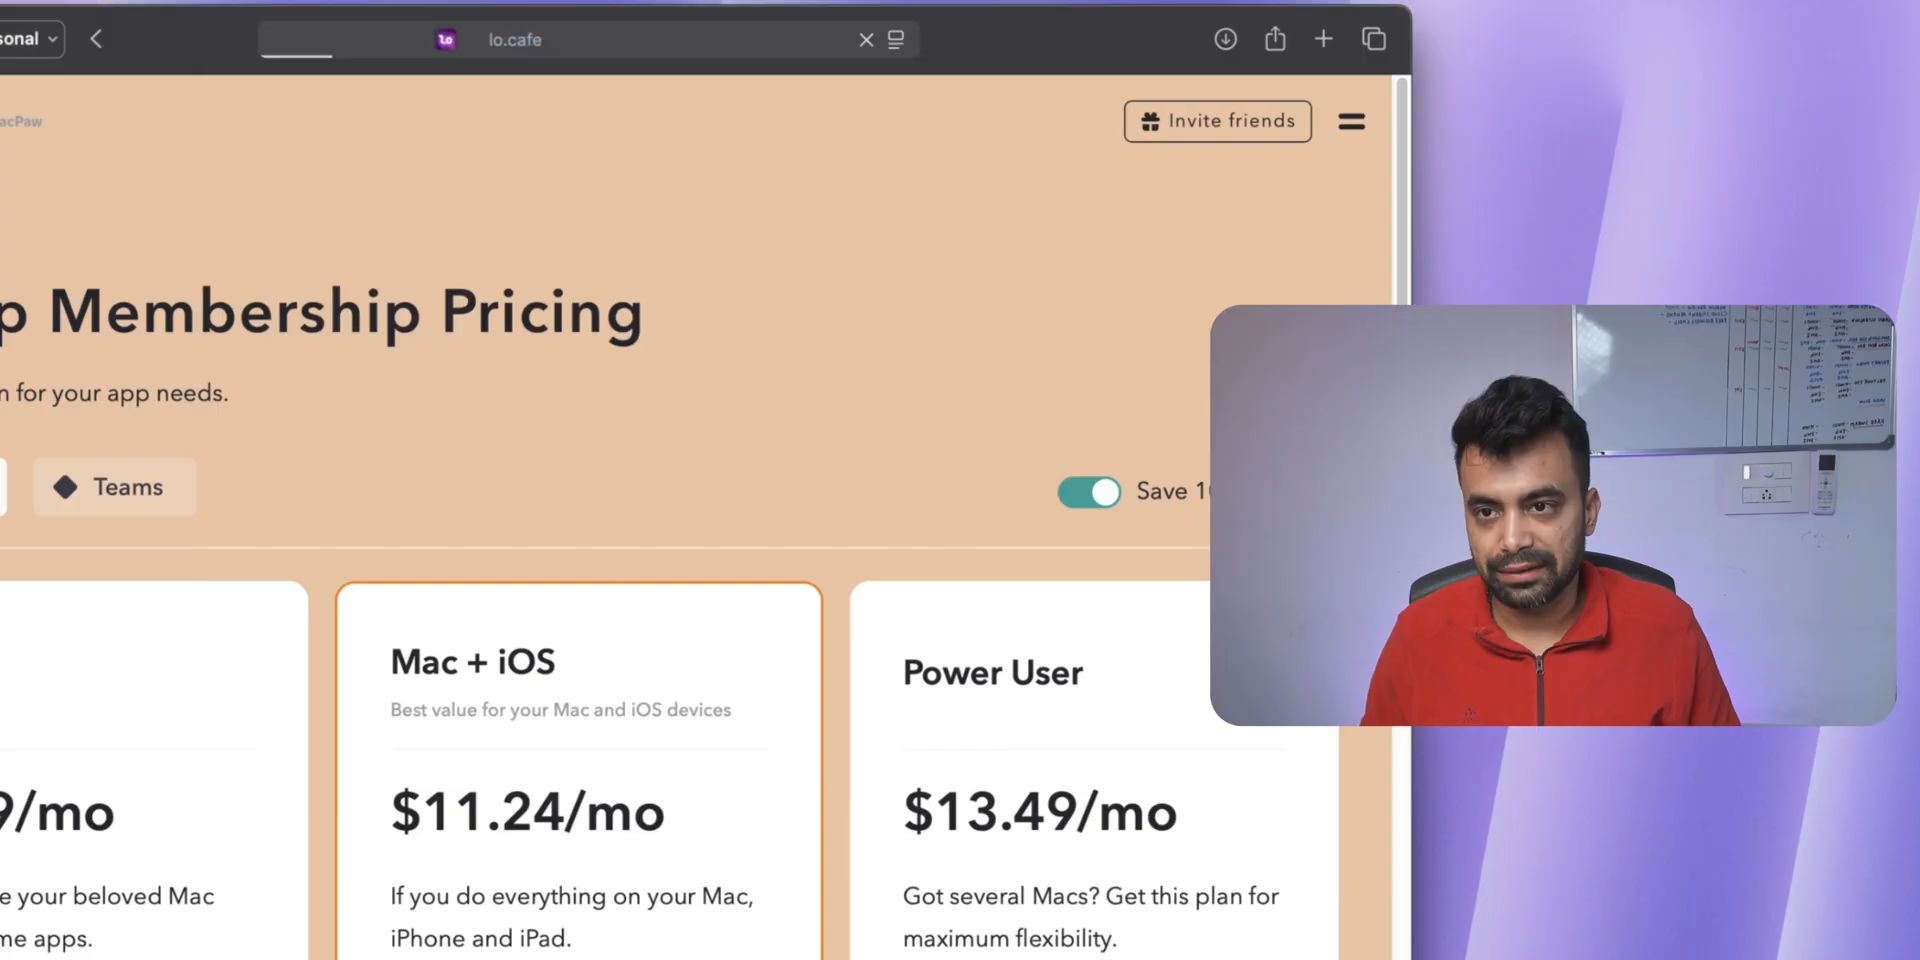 sonal
lo
lo.cafe
acPaw
Invite friends
p Membership Pricing
n for your app needs.
Teams
Save 1
Mac + iOS
Best value for your Mac and iOS devices
Power User
9/mo
$11.24/mo
$13.49/mo
e your beloved Mac
me apps.
If you do everything on your Mac,
iPhone and iPad.
Got several Macs? Get this plan for
maximum flexibility.